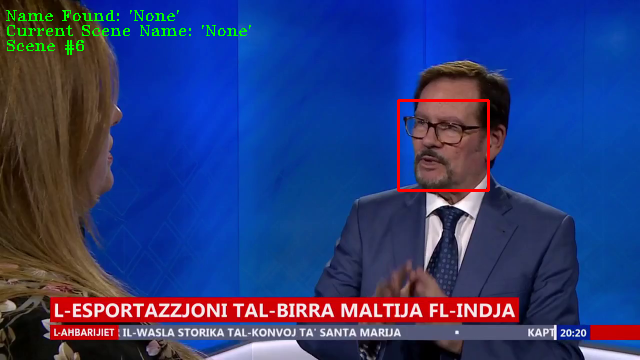 Name Found: 'None'
Current Scene Name: 'None'
Scene #6
L-ESPORTAZZJONI TAL-BIRRA MALTIJA FL-INDJA
L-AĦBARIJIET IL-WASLA STORIKA TAL-KONVOJ TA' SANTA MARIJA • KAPT 20:20